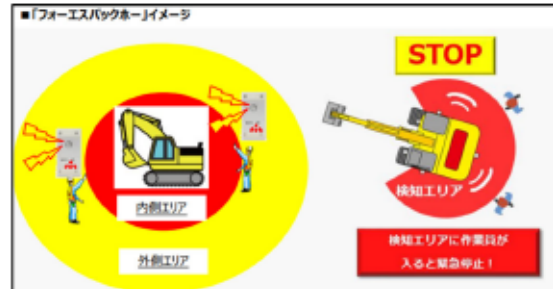 ■「フォーエスバックホー」イメージ
STOP
内側エリア
外側エリア
検知エリア
検知エリアに作業員が
入ると緊急停止！